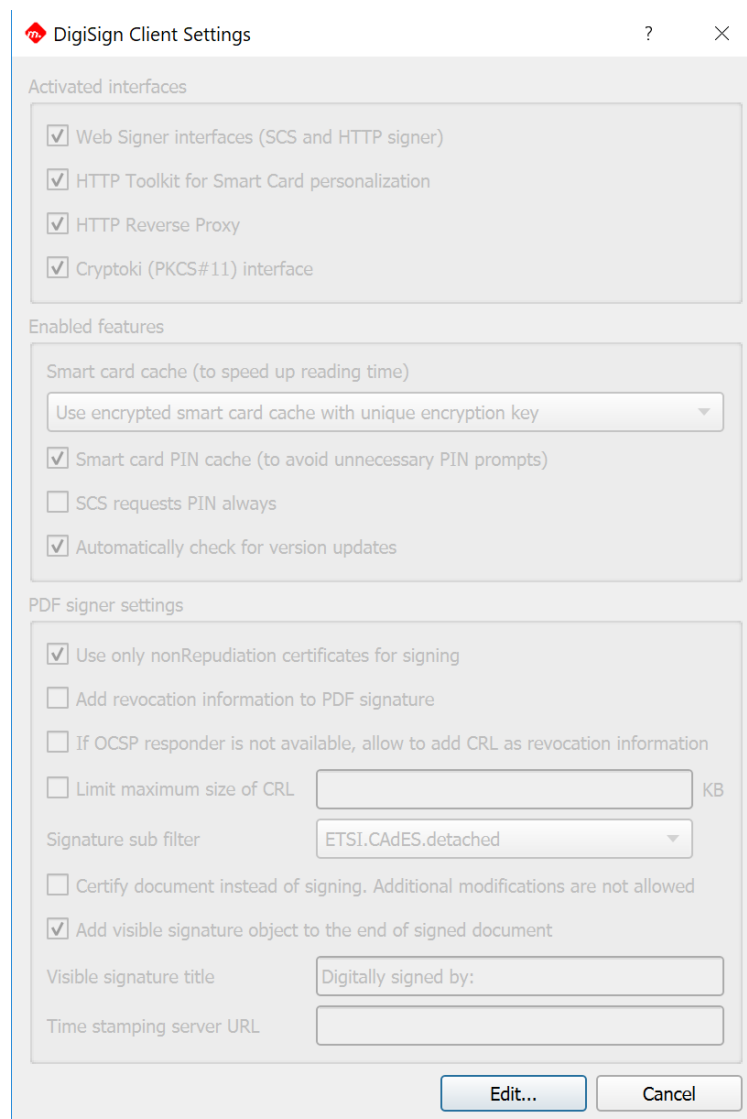 m.
DigiSign Client Settings
?
Activated interfaces
Web Signer interfaces (SCS and HTTP signer)
HTTP Toolkit for Smart Card personalization
HTTP Reverse Proxy
Cryptoki (PKCS#11) interface
Enabled features
Smart card cache (to speed up reading time)
Use encrypted smart card cache with unique encryption key
Smart card PIN cache (to avoid unnecessary PIN prompts)
SCS requests PIN always
Automatically check for version updates
PDF signer settings
Use only nonRepudiation certificates for signing
Add revocation information to PDF signature
If OCSP responder is not available, allow to add CRL as revocation information
Limit maximum size of CRL KB
Signature sub filter ETSI.CAdES.detached
Certify document instead of signing. Additional modifications are not allowed
Add visible signature object to the end of signed document
Visible signature title Digitally signed by:
Time stamping server URL
Edit... Cancel